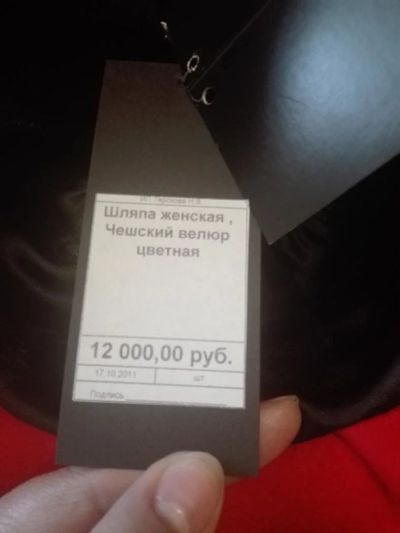 Шляпа женская ,
Чешский велюр
цветная
12 000,00 руб.
17.10.2011 шт
Подпись